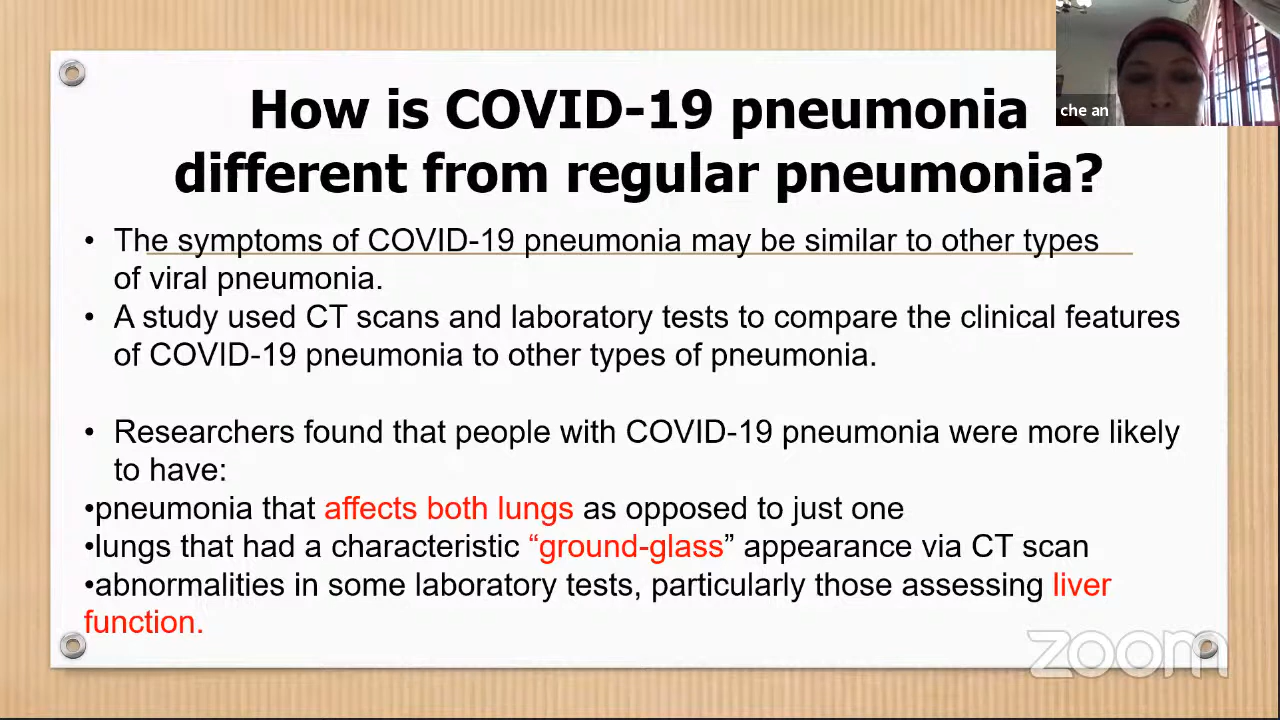 How is COVID-19 pneumonia
different from regular pneumonia?
che an
• The symptoms of COVID-19 pneumonia may be similar to other types
of viral pneumonia.
• A study used CT scans and laboratory tests to compare the clinical features
of COVID-19 pneumonia to other types of pneumonia.
• Researchers found that people with COVID-19 pneumonia were more likely
to have:
•pneumonia that affects both lungs as opposed to just one
•lungs that had a characteristic “ground-glass” appearance via CT scan
•abnormalities in some laboratory tests, particularly those assessing liver
function.
zoom